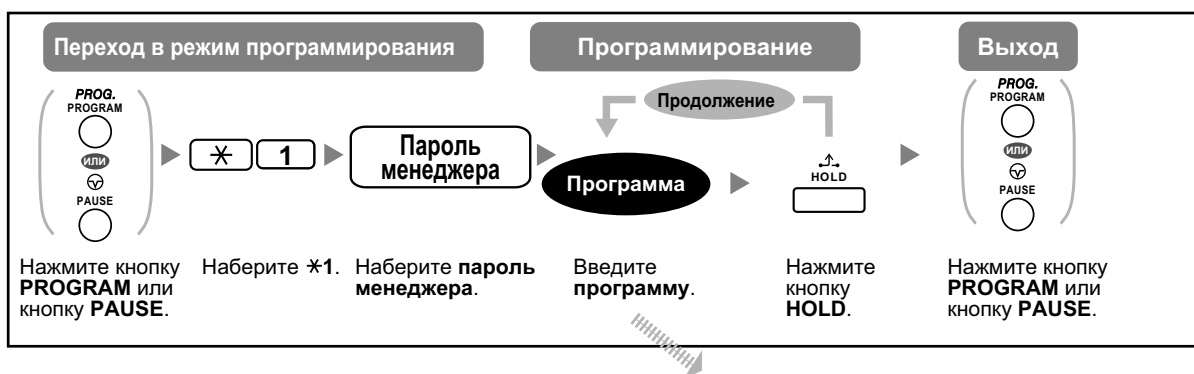 Переход в режим программирования
Программирование
Выход
PROG.
PROGRAM
ИЛИ
PAUSE
✳ 1
Пароль
менеджера
Продолжение
Программа
HOLD
PROG.
PROGRAM
ИЛИ
PAUSE
Нажмите кнопку
PROGRAM или
кнопку PAUSE.
Наберите ✳1.
Наберите пароль
менеджера.
Введите
программу.
Нажмите
кнопку
HOLD.
Нажмите кнопку
PROGRAM или
кнопку PAUSE.